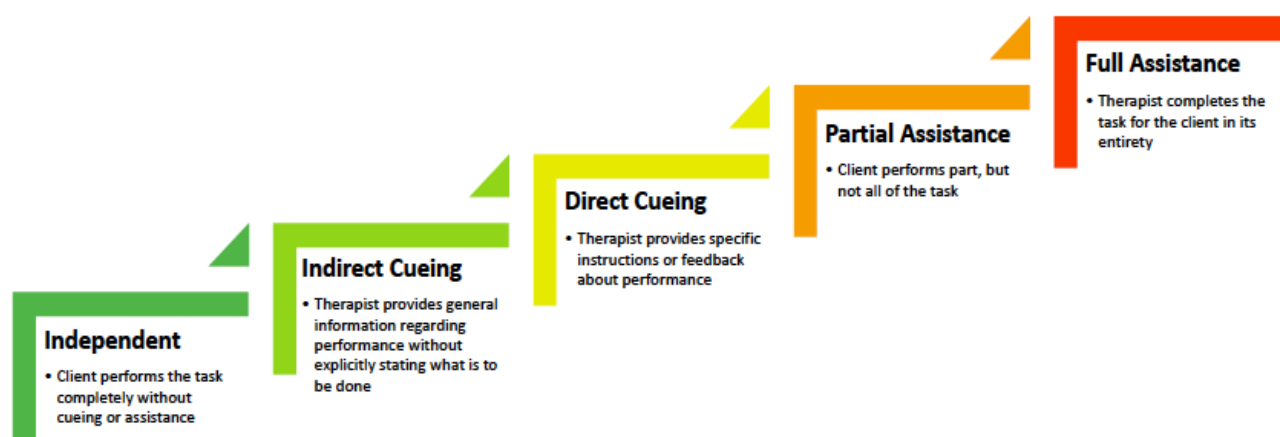 Independent
• Client performs the task
completely without
cueing or assistance
Indirect Cueing
• Therapist provides general
information regarding
performance without
explicitly stating what is to
be done
Direct Cueing
• Therapist provides specific
instructions or feedback
about performance
Partial Assistance
• Client performs part, but
not all of the task
Full Assistance
• Therapist completes the
task for the client in its
entirety